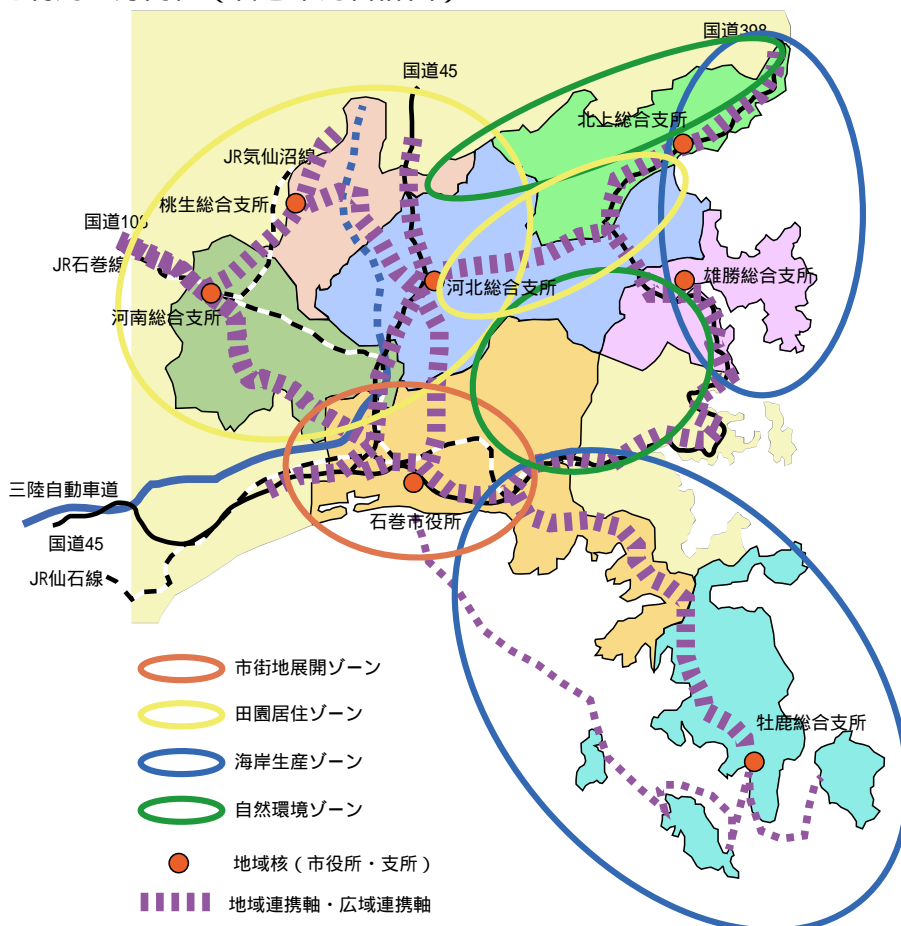 国道398
国道45
北上総合支所
JR気仙沼線
桃生総合支所
国道108
JR石巻線
雄勝総合支所
河北総合支所
河南総合支所
三陸自動車道
石巻市役所
国道45
JR仙石線
市街地展開ゾーン
田園居住ゾーン
牡鹿総合支所
海岸生産ゾーン
自然環境ゾーン
地域核(市役所・支所)
地域連携軸・広域連携軸